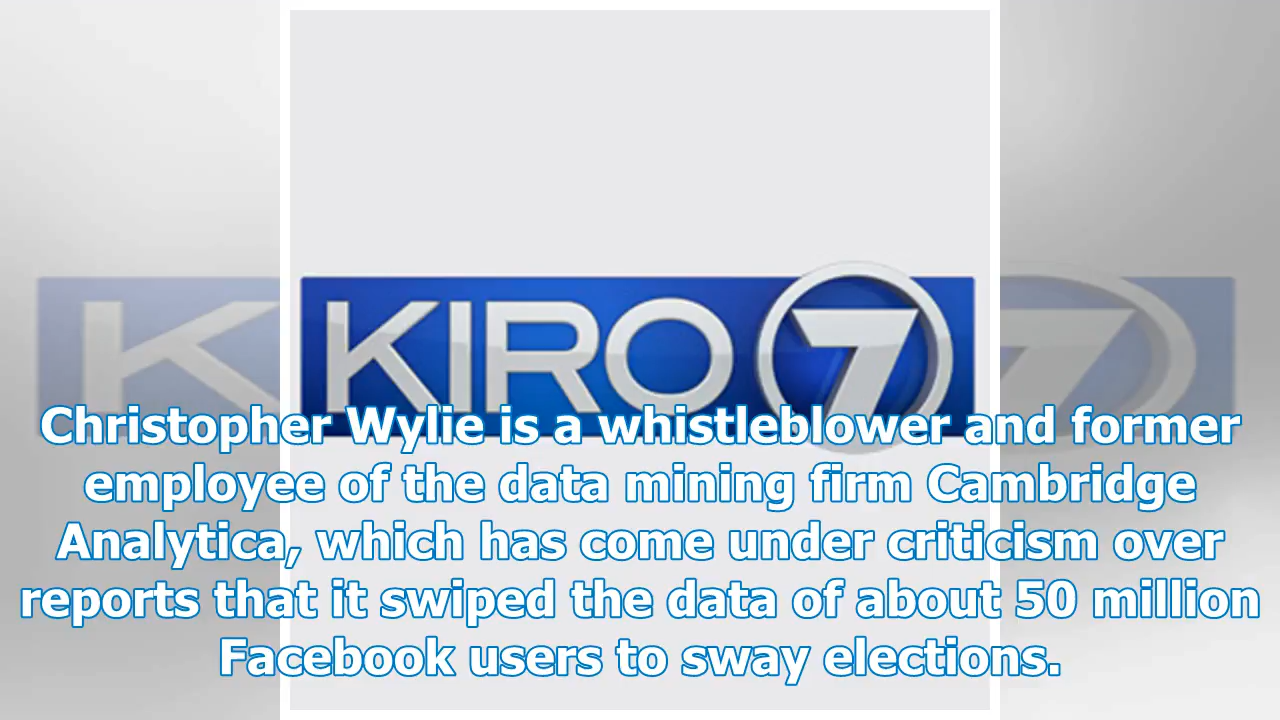 KIRO 7
Christopher Wylie is a whistleblower and former
employee of the data mining firm Cambridge
Analytica, which has come under criticism over
reports that it swiped the data of about 50 million
Facebook users to sway elections.